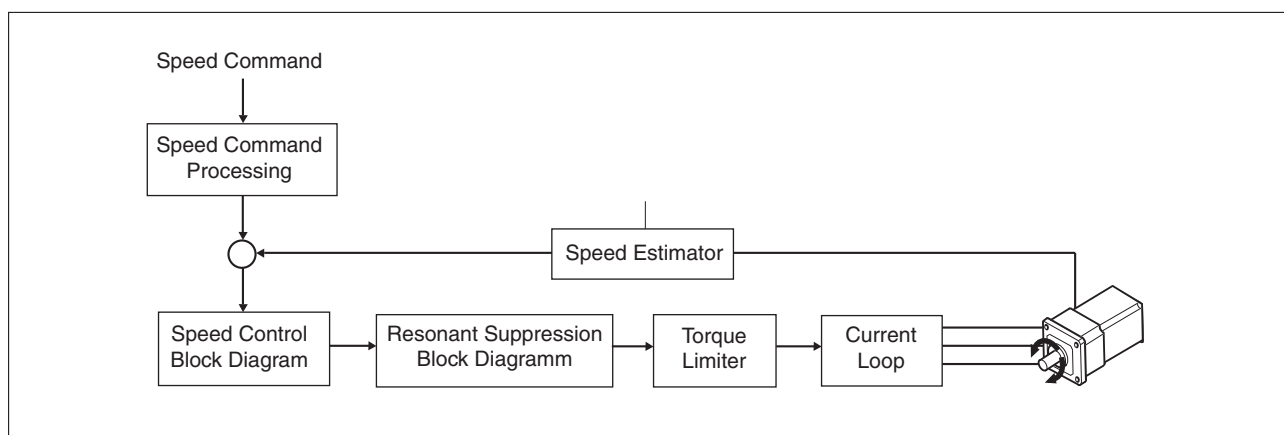 Speed Command
Speed Command
Processing
Speed Estimator
Speed Control
Block Diagram
Resonant Suppression
Block Diagramm
Torque
Limiter
Current
Loop